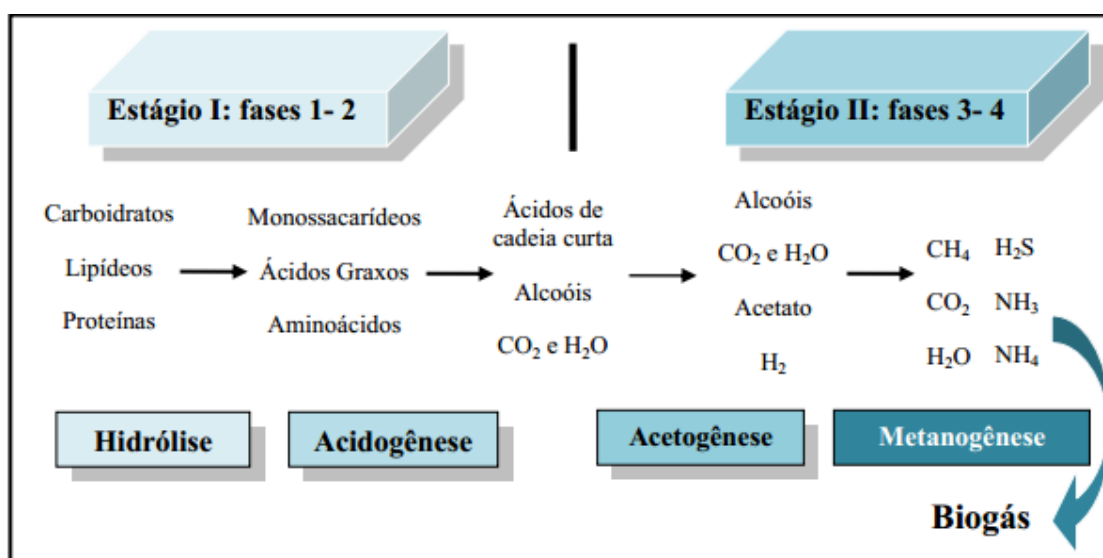 Estágio I: fases 1- 2
Estágio II: fases 3- 4
Carboidratos
Lipídeos
Proteínas
Monossacarídeos
Ácidos Graxos
Aminoácidos
Ácidos de
cadeia curta
Alcoóis
CO₂ e H₂O
Alcoóis
CO₂ e H₂O
Acetato
H₂
CH₄ H₂S
CO₂ NH₃
H₂O NH₄
Hidrólise
Acidogênese
Acetogênese
Metanogênese
Biogás